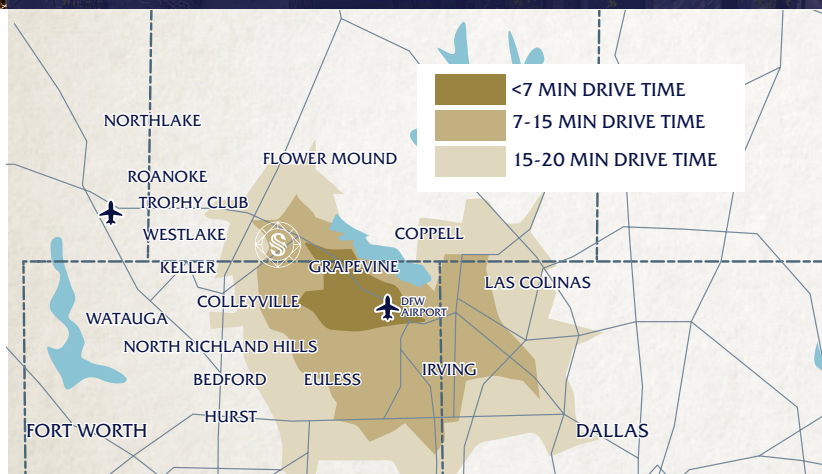 <7 MIN DRIVE TIME
7-15 MIN DRIVE TIME
15-20 MIN DRIVE TIME
NORTHLAKE
FLOWER MOUND
ROANOKE
TROPHY CLUB
WESTLAKE
COPPELL
KELLER
GRAPEVINE
LAS COLINAS
COLLEYVILLE
DFW
AIRPORT
WATAUGA
NORTH RICHLAND HILLS
IRVING
BEDFORD
EULESS
HURST
FORT WORTH
DALLAS
S